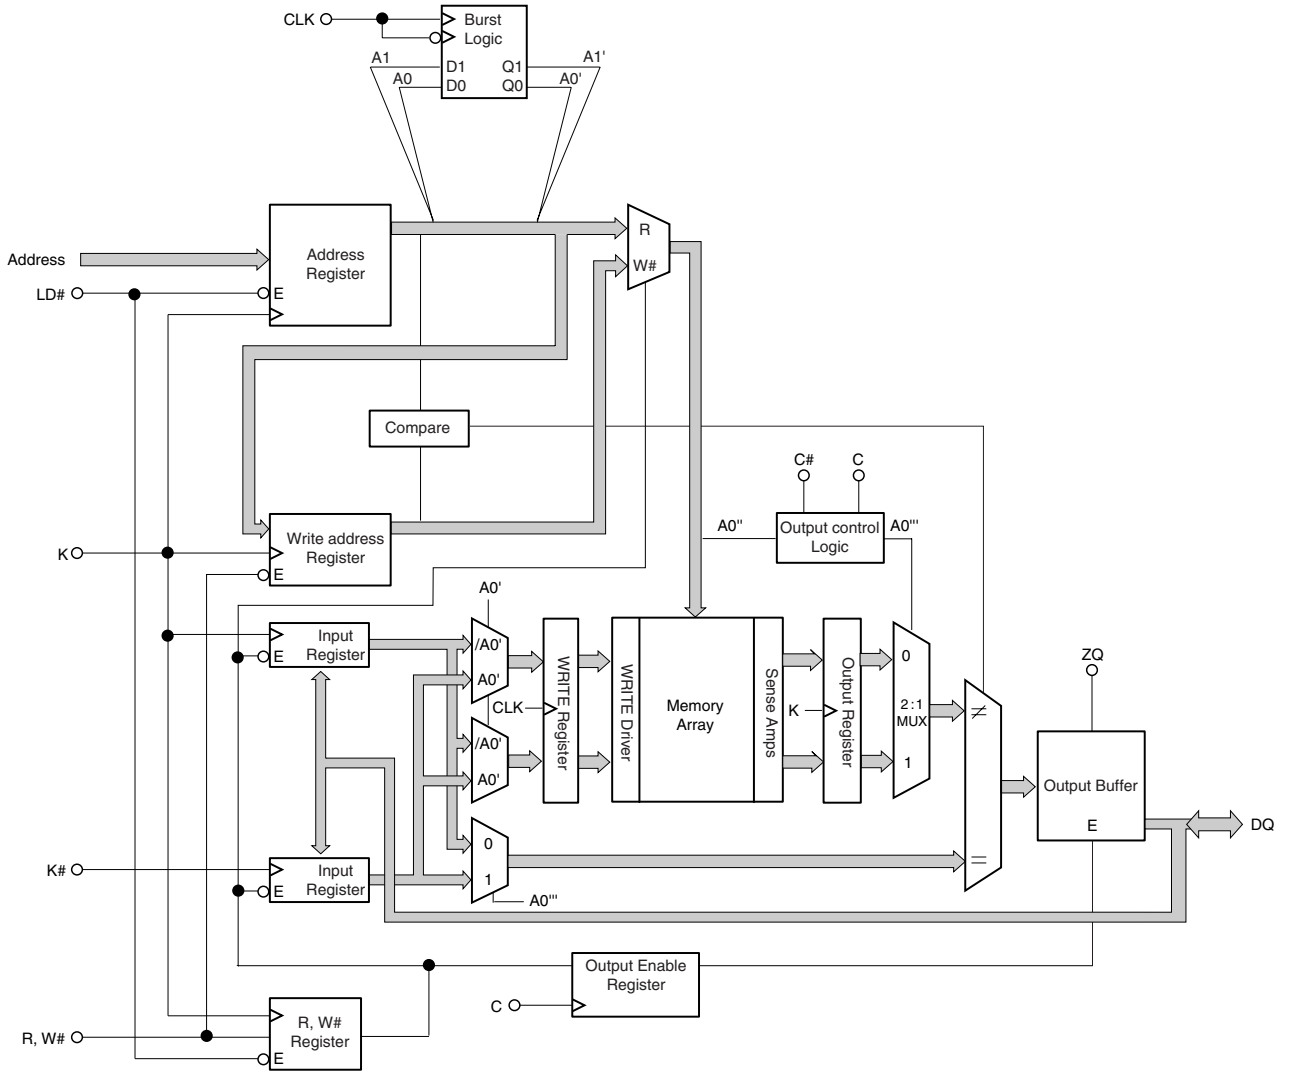 CLK
Burst
Logic
A1
A1'
D1
Q1
A0
A0'
D0
Q0
Address
Register
R
Address
W#
LD#
E
Compare
C#
C
A0''
Output control
Logic
A0'''
Write address
Register
K
E
A0'
Input
Register
E
/A0'
A0'
CLK
/A0'
A0'
WRITE Register
WRITE Driver
Memory
Array
Sense Amps
K
Output Register
0
2:1
MUX
1
≠
ZQ
Output Buffer
E
DQ
0
1
=
A0'''
K#
Input
Register
E
Output Enable
Register
C
R, W#
R, W#
Register
E